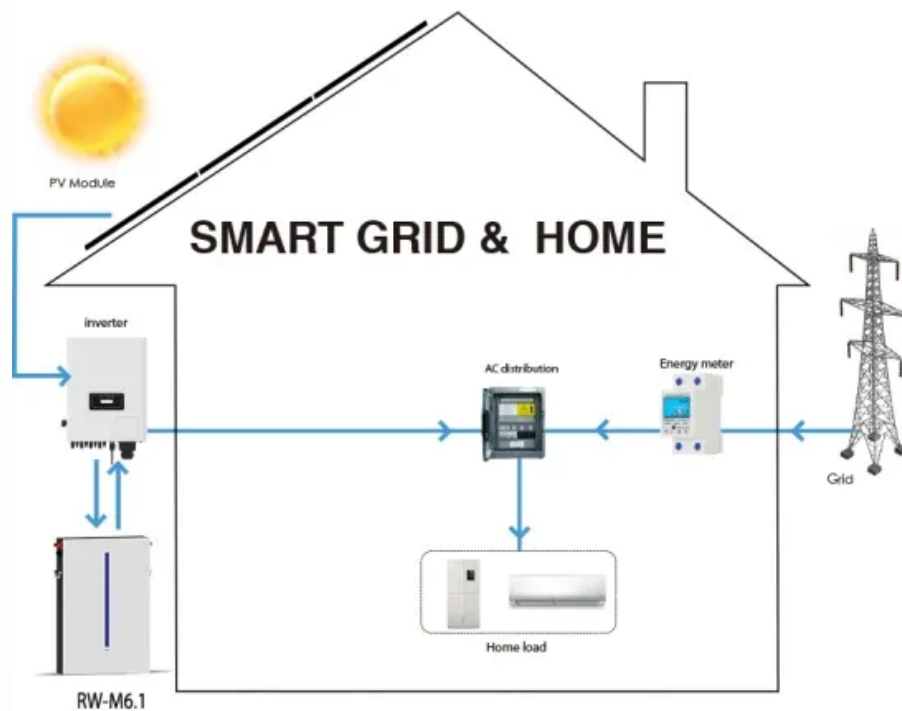 PV Module
SMART GRID & HOME
inverter
AC distribution
Energy meter
Grid
Home load
RW-M6.1